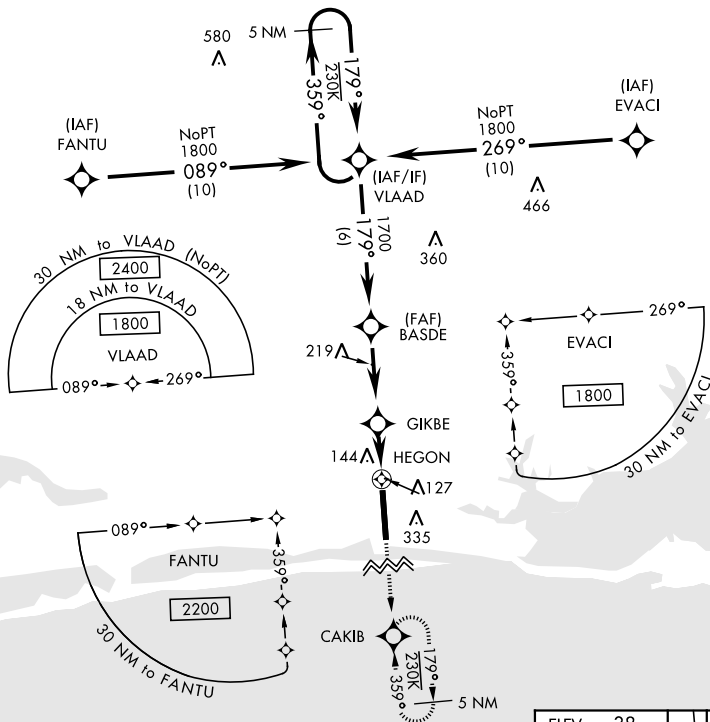 580
5 NM
359°
230K
179°
(IAF)
FANTU
NoPT
1800
089°
(10)
(IAF)
EVACI
NoPT
1800
269°
(10)
466
(IAF/IF)
VLAAD
1700
179°
(6)
360
30 NM to VLAAD (NoPT)
2400
18 NM to VLAAD
1800
VLAAD
089°
269°
(FAF)
BASDE
219
269°
EVACI
359°
1800
30 NM to EVACI
GIKBE
144
HEGON
127
335
089°
FANTU
359°
2200
30 NM to FANTU
CAKIB
179°
230K
359°
5 NM
ELEV 28